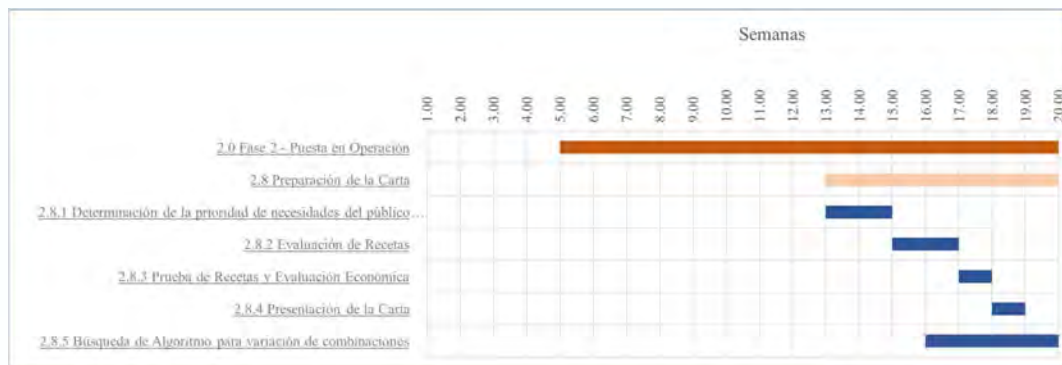 Semanas
1.00 2.00 3.00 4.00 5.00 6.00 7.00 8.00 9.00 10.00 11.00 12.00 13.00 14.00 15.00 16.00 17.00 18.00 19.00 20.00
2.0 Fase 2 - Puesta en Operación
2.8 Preparación de la Carta
2.8.1 Determinación de la prioridad de necesidades del público …
2.8.2 Evaluación de Recetas
2.8.3 Prueba de Recetas y Evaluación Económica
2.8.4 Presentación de la Carta
2.8.5 Búsqueda de Algoritmo para variación de combinaciones